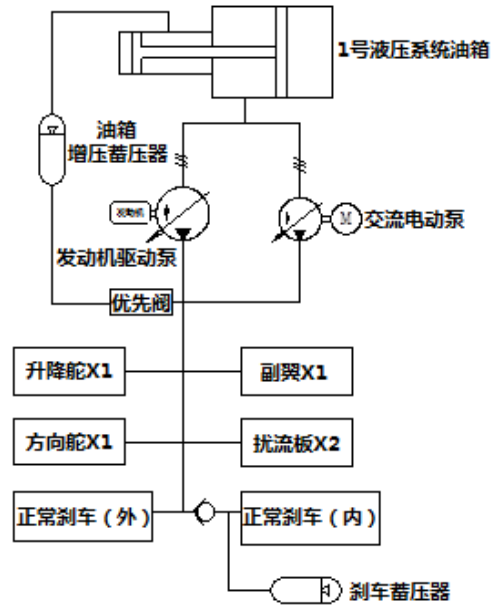 1号液压系统油箱
油箱
增压蓄压器
发动机
M
交流电动泵
发动机驱动泵
优先阀
升降舵X1
副翼X1
方向舵X1
扰流板X2
正常刹车（外）
正常刹车（内）
刹车蓄压器